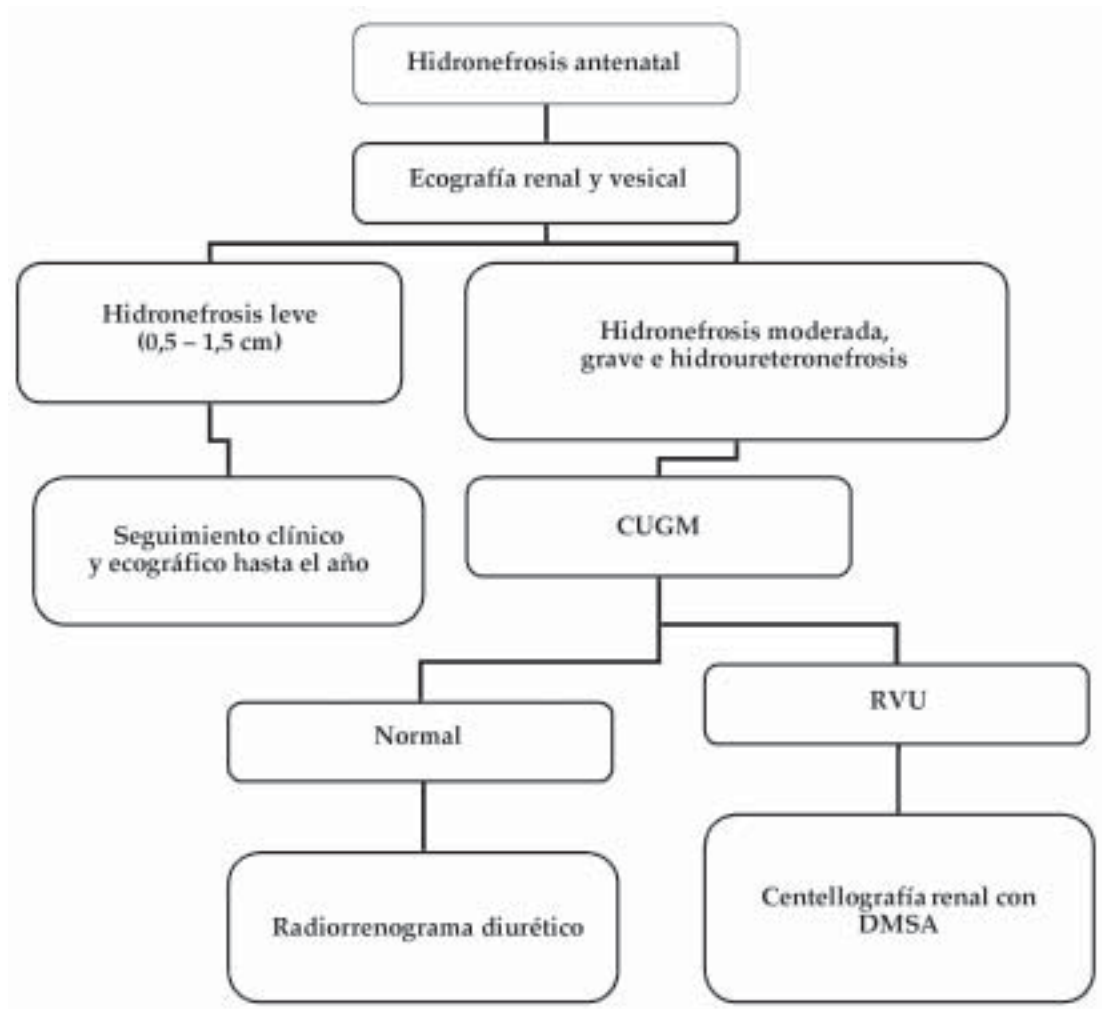 Hidronefrosis antenatal
Ecografía renal y vesical
Hidronefrosis leve
(0,5 – 1,5 cm)
Hidronefrosis moderada,
grave e hidroureteronefrosis
Seguimiento clínico
y ecográfico hasta el año
CUGM
Normal
RVU
Radiorrenograma diurético
Centellografía renal con
DMSA